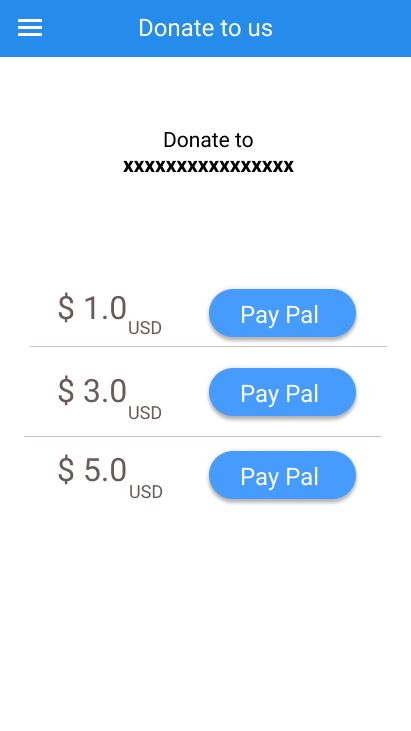 Donate to us
Donate to
xxxxxxxxxxxxxxxx
$ 1.0 USD Pay Pal
$ 3.0 USD Pay Pal
$ 5.0 USD Pay Pal